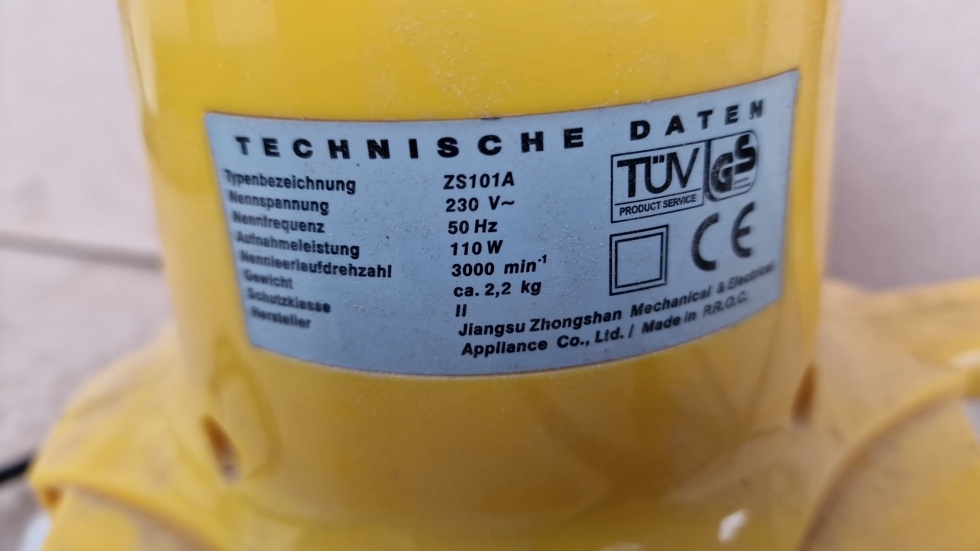 TECHNISCHE DATEN
Typenbezeichnung ZS101A
Nennspannung 230 V~
Nennfrequenz 50 Hz
Aufnahmeleistung 110 W
Nennleerlaufdrehzahl 3000 min⁻¹
Gewicht ca. 2,2 kg
Schutzklasse II
Hersteller Jiangsu Zhongshan Mechanical & Electrical
Appliance Co., Ltd. / Made in P.R.O.C.
TÜV GS
PRODUCT SERVICE
CE